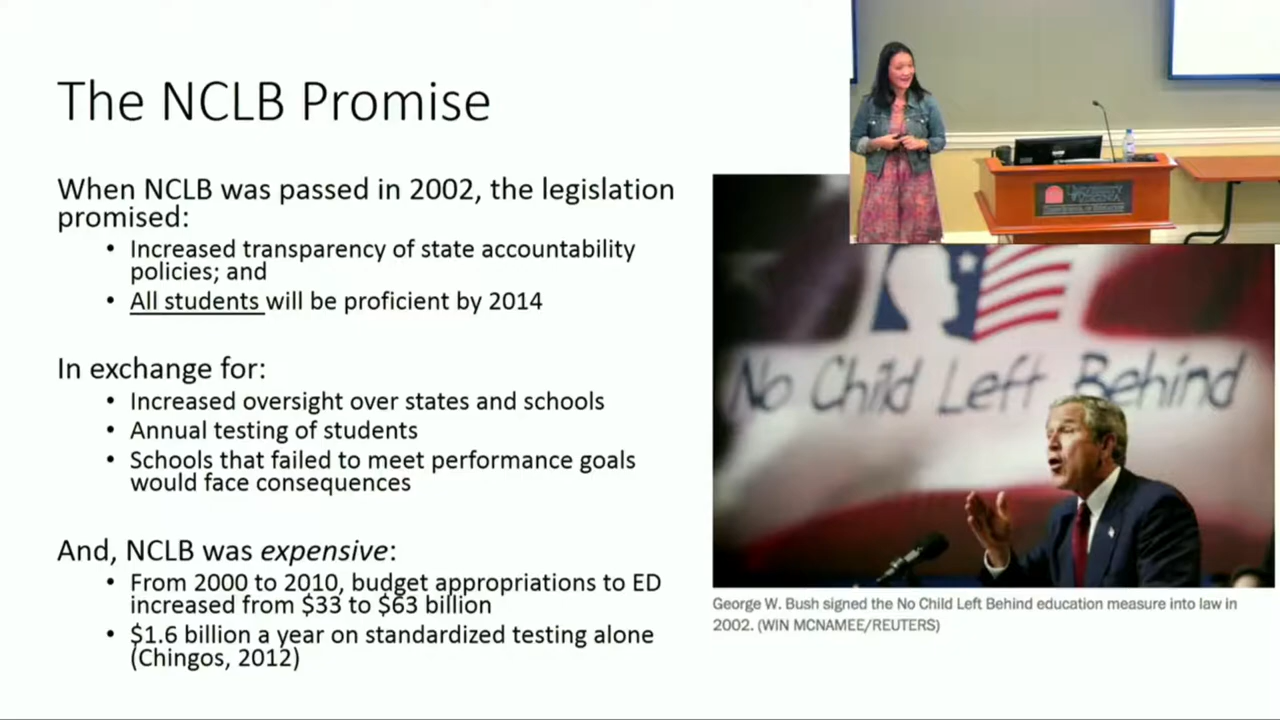 The NCLB Promise
When NCLB was passed in 2002, the legislation
promised:
• Increased transparency of state accountability
policies; and
• All students will be proficient by 2014
In exchange for:
• Increased oversight over states and schools
• Annual testing of students
• Schools that failed to meet performance goals
would face consequences
And, NCLB was expensive:
• From 2000 to 2010, budget appropriations to ED
increased from $33 to $63 billion
• $1.6 billion a year on standardized testing alone
(Chingos, 2012)
No Child Left Behind
George W. Bush signed the No Child Left Behind education measure into law in
2002. (WIN MCNAMEE/REUTERS)